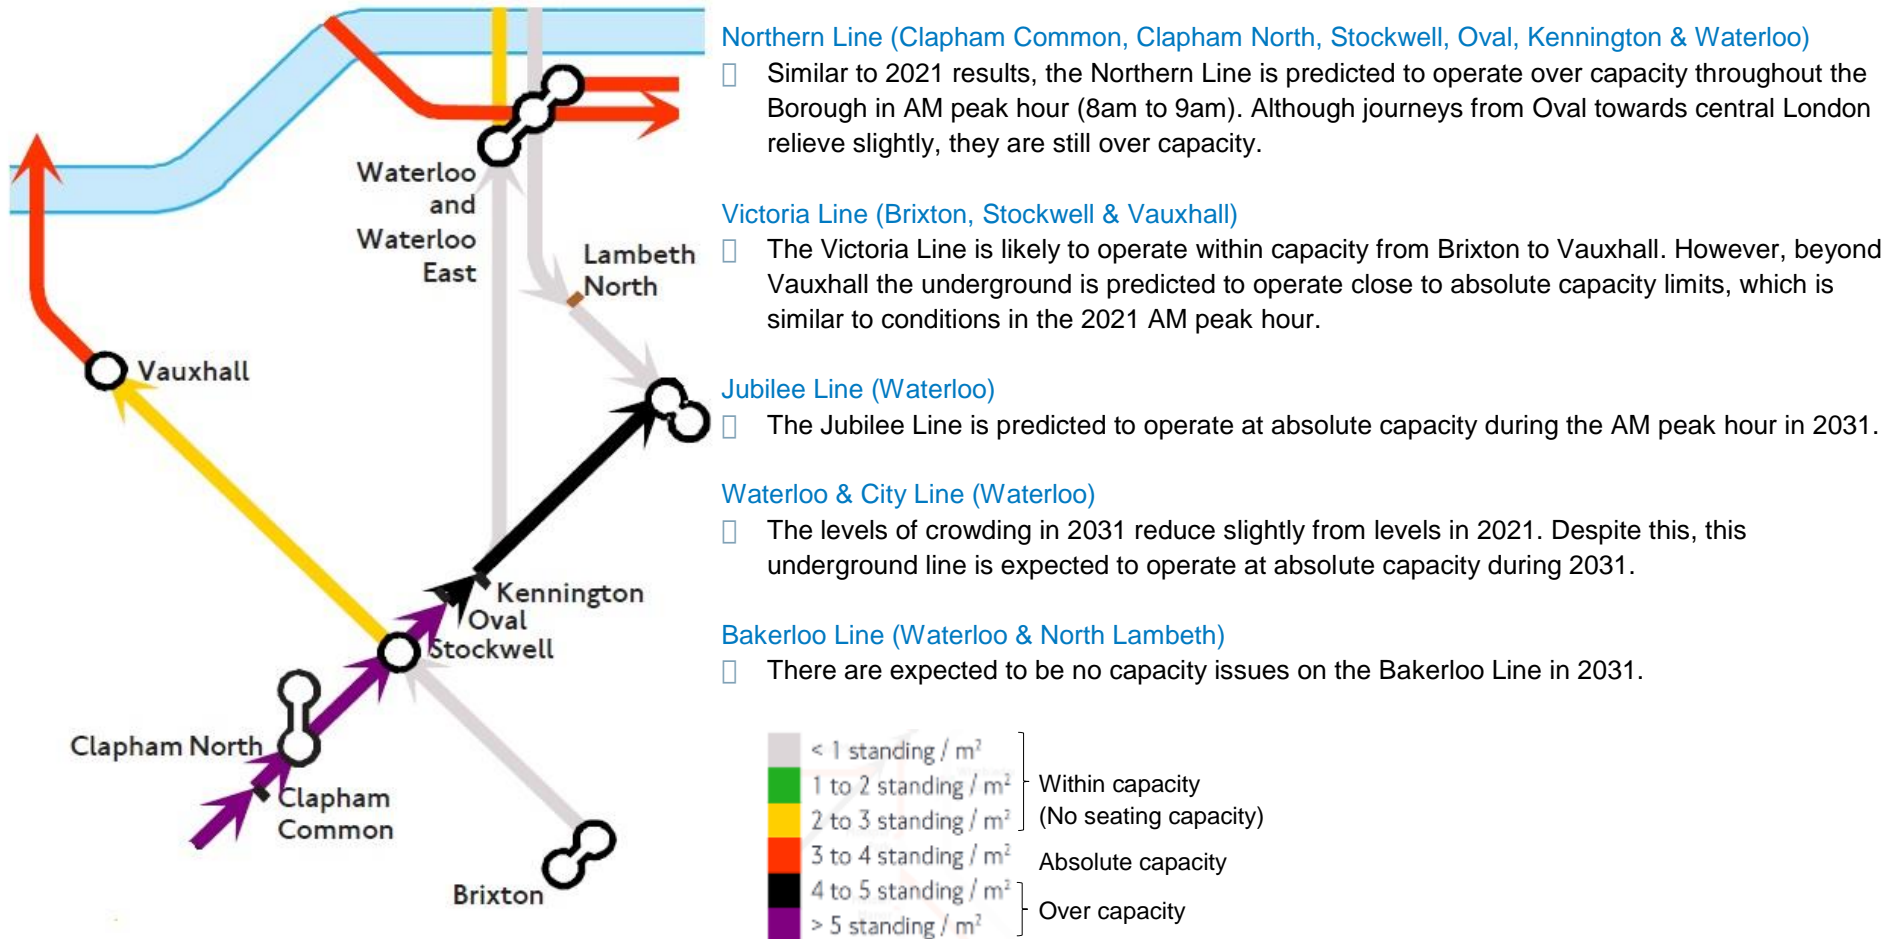 Waterloo
and
Waterloo
East
Lambeth
North
Vauxhall
Kennington
Oval
Stockwell
Clapham North
Clapham
Common
Brixton
Northern Line (Clapham Common, Clapham North, Stockwell, Oval, Kennington & Waterloo)
Similar to 2021 results, the Northern Line is predicted to operate over capacity throughout the
Borough in AM peak hour (8am to 9am). Although journeys from Oval towards central London
relieve slightly, they are still over capacity.
Victoria Line (Brixton, Stockwell & Vauxhall)
The Victoria Line is likely to operate within capacity from Brixton to Vauxhall. However, beyond
Vauxhall the underground is predicted to operate close to absolute capacity limits, which is
similar to conditions in the 2021 AM peak hour.
Jubilee Line (Waterloo)
The Jubilee Line is predicted to operate at absolute capacity during the AM peak hour in 2031.
Waterloo & City Line (Waterloo)
The levels of crowding in 2031 reduce slightly from levels in 2021. Despite this, this
underground line is expected to operate at absolute capacity during 2031.
Bakerloo Line (Waterloo & North Lambeth)
There are expected to be no capacity issues on the Bakerloo Line in 2031.
< 1 standing / m²
1 to 2 standing / m²
2 to 3 standing / m²
3 to 4 standing / m²
4 to 5 standing / m²
> 5 standing / m²
Within capacity
(No seating capacity)
Absolute capacity
Over capacity